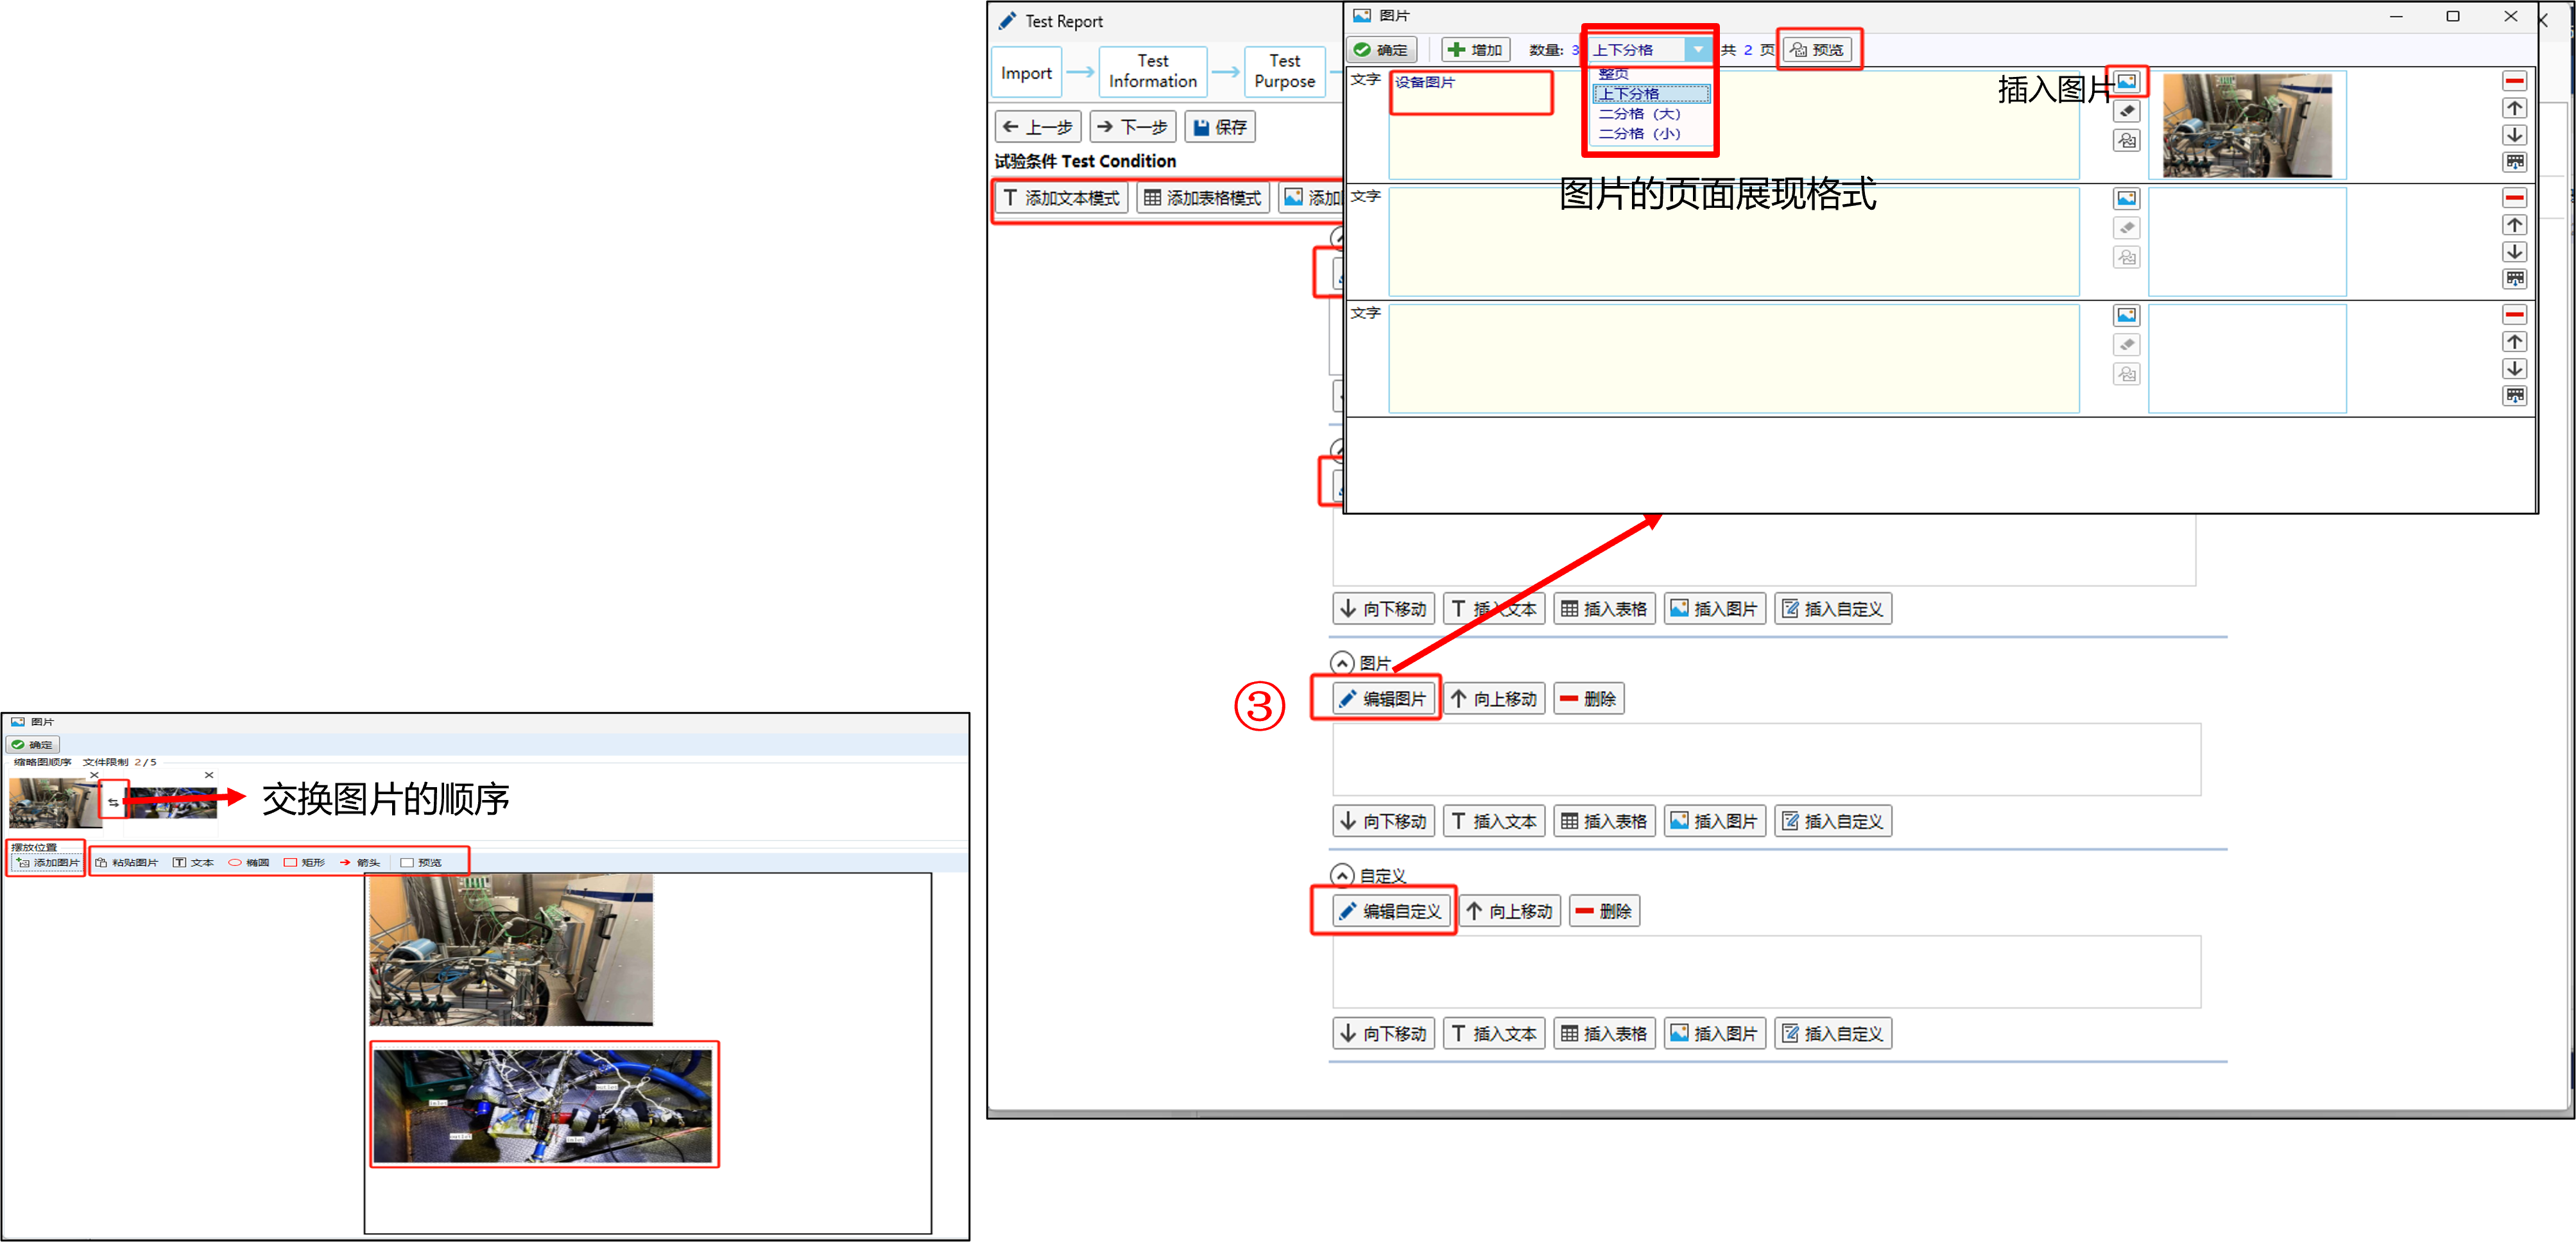 Test Report
Import
Test Information
Test Purpose
上一步
下一步
保存
试验条件 Test Condition
添加文本模式
添加表格模式
添加
图片
确定
增加
数量: 3
上下分格
共 2 页
预览
整页
上下分格
二分格（大）
二分格（小）
文字
设备图片
插入图片
图片的页面展现格式
文字
文字
向下移动
插入文本
插入表格
插入图片
插入自定义
图片
③
编辑图片
向上移动
删除
向下移动
插入文本
插入表格
插入图片
插入自定义
自定义
编辑自定义
向上移动
删除
向下移动
插入文本
插入表格
插入图片
插入自定义
图片
确定
缩略图顺序 文件限制 2/5
交换图片的顺序
摆放位置
添加图片
粘贴图片
文本
椭圆
矩形
箭头
预览
outlet
inlet
outlet
inlet